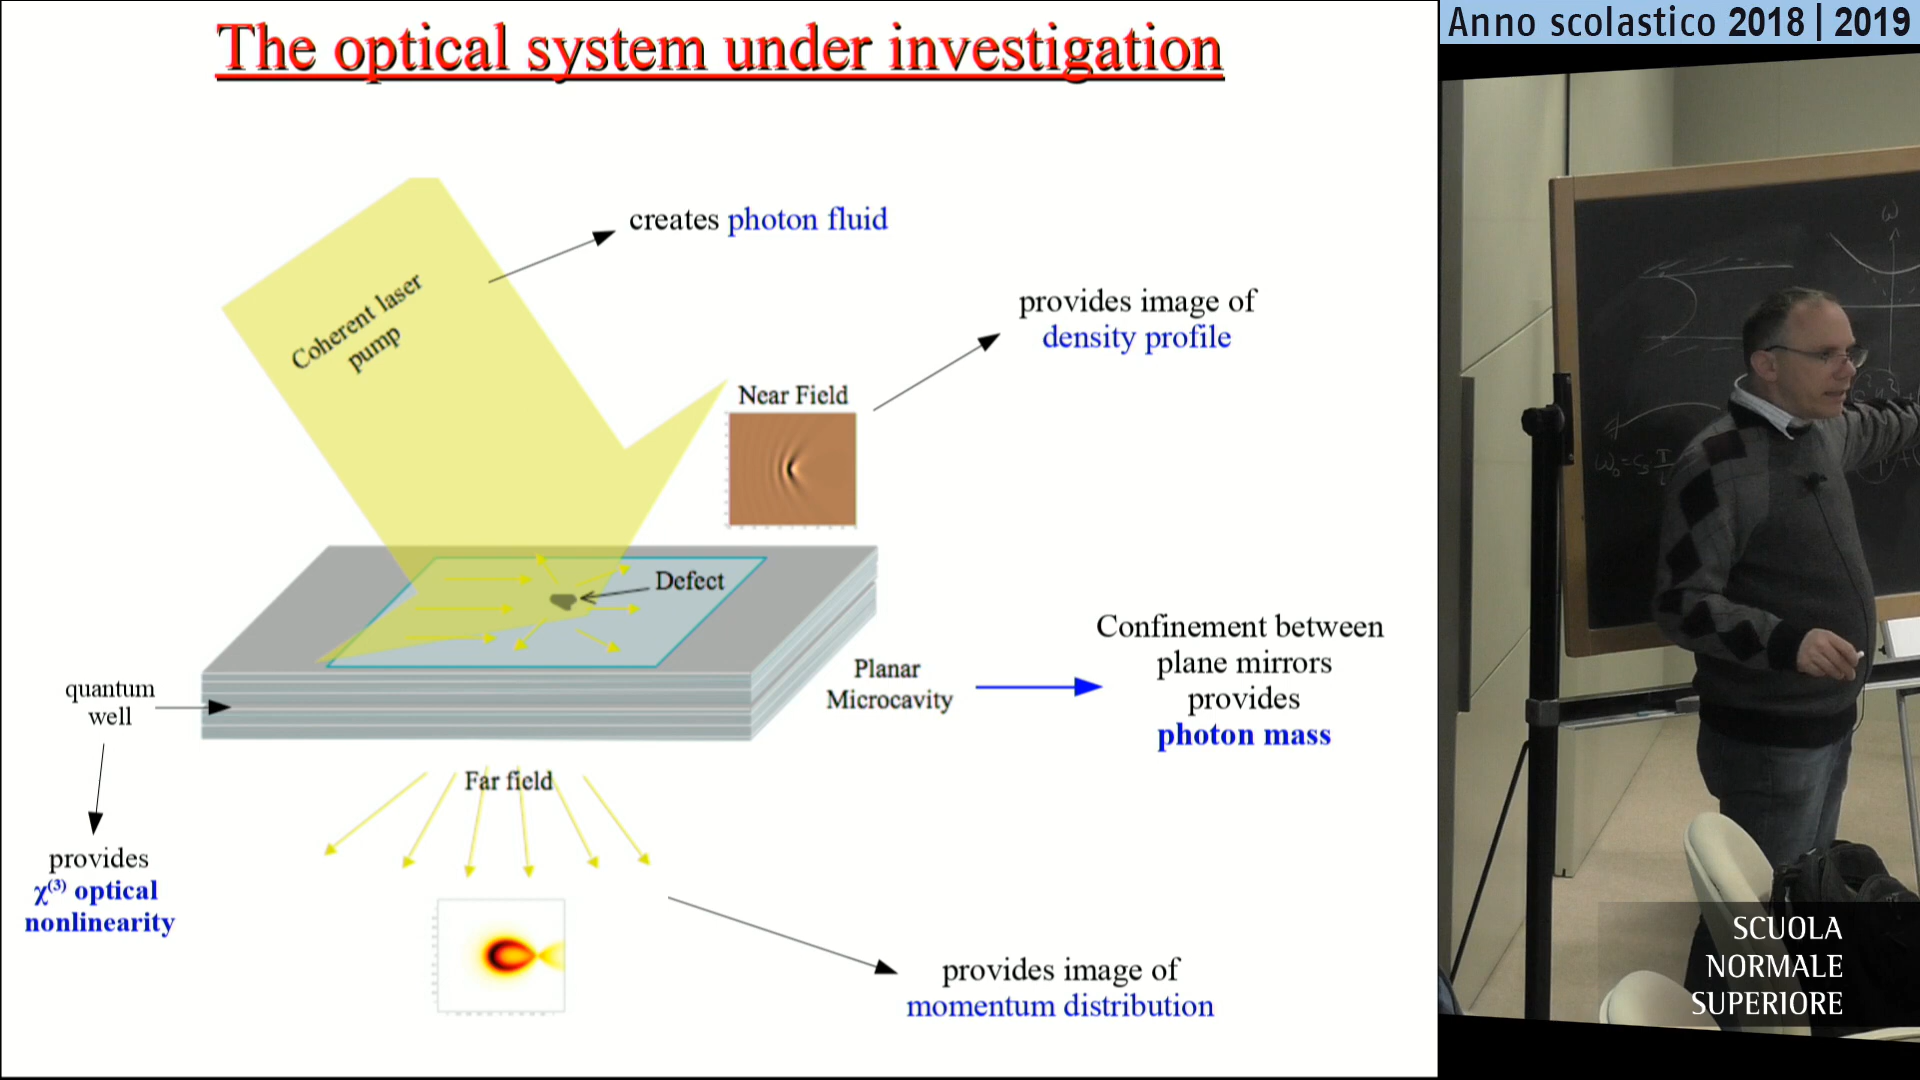 The optical system under investigation
Anno scolastico 2018 | 2019
creates photon fluid
Coherent laser
pump
provides image of
density profile
Near Field
Defect
quantum
well
Planar
Microcavity
Confinement between
plane mirrors
provides
photon mass
Far field
provides
χ⁽³⁾ optical
nonlinearity
provides image of
momentum distribution
ω
SCUOLA
NORMALE
SUPERIORE